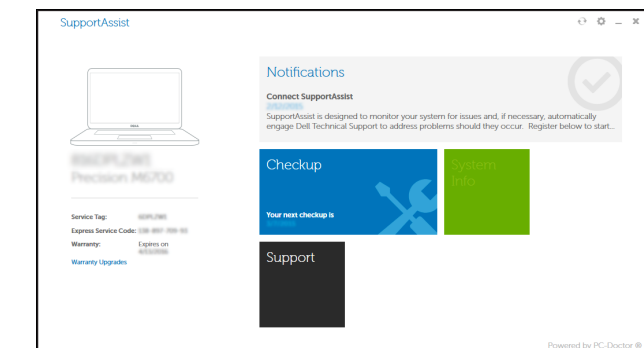 SupportAssist
Notifications
Connect SupportAssist
SupportAssist is designed to monitor your system for issues and, if necessary, automatically
engage Dell Technical Support to address problems should they occur. Register below to start...
Precision M6700
Checkup
System
Info
Your next checkup is
Service Tag:
Express Service Code:
Warranty: Expires on
Warranty Upgrades
Support
Powered by PC-Doctor ®